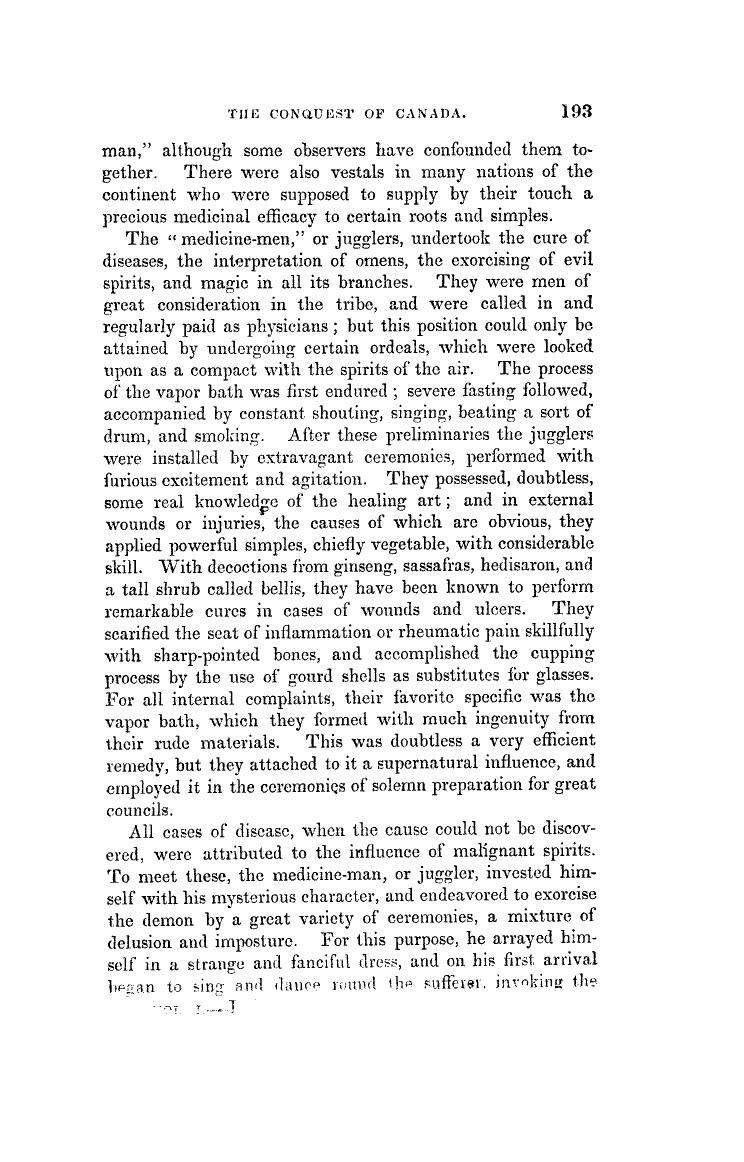 THE CONQUEST OF CANADA. 193
man,” although some observers have confounded them to-
gether. There were also vestals in many nations of the
continent who were supposed to supply by their touch a
precious medicinal efficacy to certain roots and simples.
The “ medicine-men,” or jugglers, undertook the cure of
diseases, the interpretation of omens, the exorcising of evil
spirits, and magic in all its branches. They were men of
great consideration in the tribe, and were called in and
regularly paid as physicians ; but this position could only be
attained by undergoing certain ordeals, which were looked
upon as a compact with the spirits of the air. The process
of the vapor bath was first endured ; severe fasting followed,
accompanied by constant shouting, singing, beating a sort of
drum, and smoking. After these preliminaries the jugglers
were installed by extravagant ceremonies, performed with
furious excitement and agitation. They possessed, doubtless,
some real knowledge of the healing art ; and in external
wounds or injuries, the causes of which are obvious, they
applied powerful simples, chiefly vegetable, with considerable
skill. With decoctions from ginseng, sassafras, hedisaron, and
a tall shrub called bellis, they have been known to perform
remarkable cures in cases of wounds and ulcers. They
scarified the seat of inflammation or rheumatic pain skillfully
with sharp-pointed bones, and accomplished the cupping
process by the use of gourd shells as substitutes for glasses.
For all internal complaints, their favorite specific was the
vapor bath, which they formed with much ingenuity from
their rude materials. This was doubtless a very efficient
remedy, but they attached to it a supernatural influence, and
employed it in the ceremonies of solemn preparation for great
councils.
All cases of disease, when the cause could not be discov-
ered, were attributed to the influence of malignant spirits.
To meet these, the medicine-man, or juggler, invested him-
self with his mysterious character, and endeavored to exorcise
the demon by a great variety of ceremonies, a mixture of
delusion and imposture. For this purpose, he arrayed him-
self in a strange and fanciful dress, and on his first arrival
began to sing and dance round the sufferer, invoking the